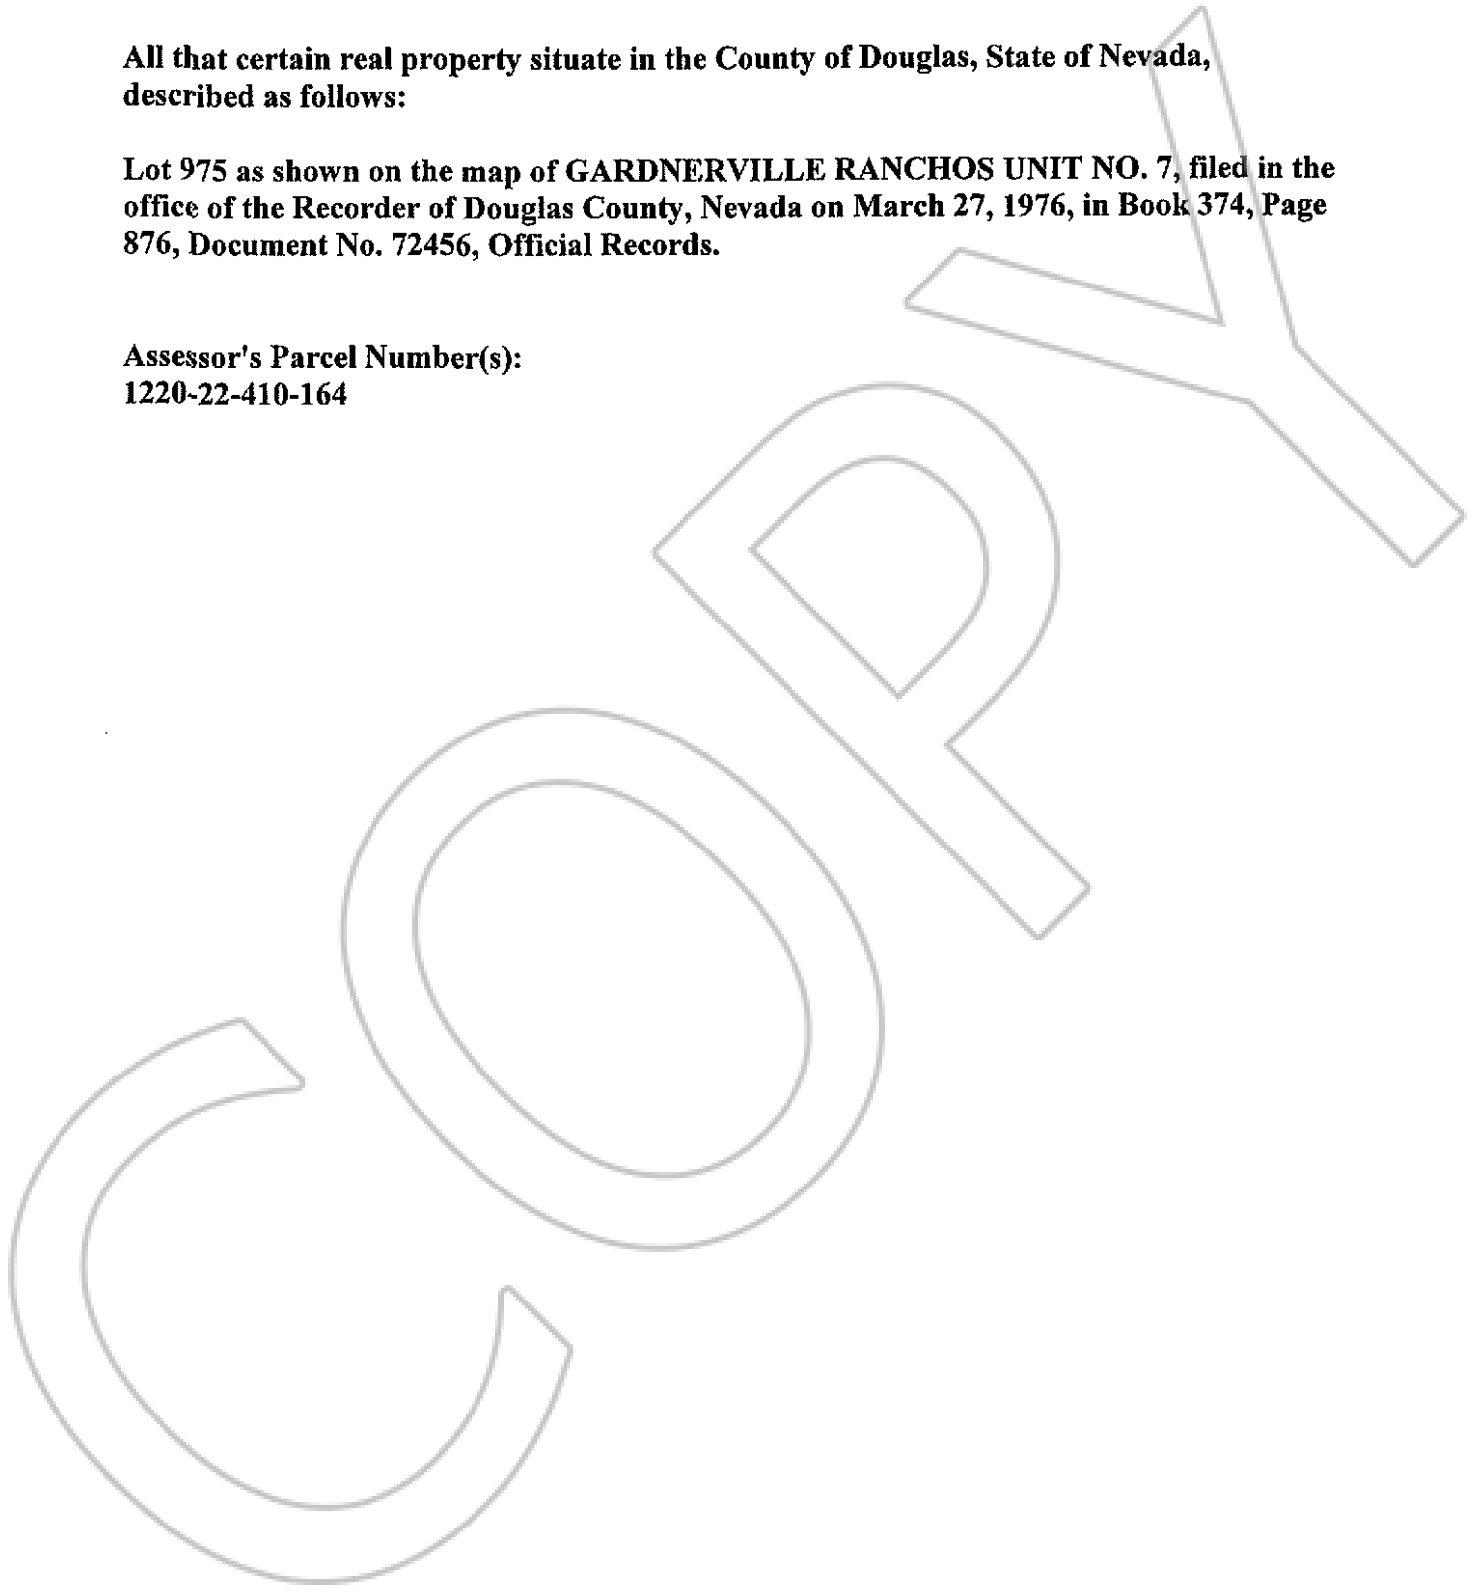 All that certain real property situate in the County of Douglas, State of Nevada,
described as follows:
Lot 975 as shown on the map of GARDNERVILLE RANCHOS UNIT NO. 7, filed in the
office of the Recorder of Douglas County, Nevada on March 27, 1976, in Book 374, Page
876, Document No. 72456, Official Records.
Assessor's Parcel Number(s):
1220-22-410-164
COPY